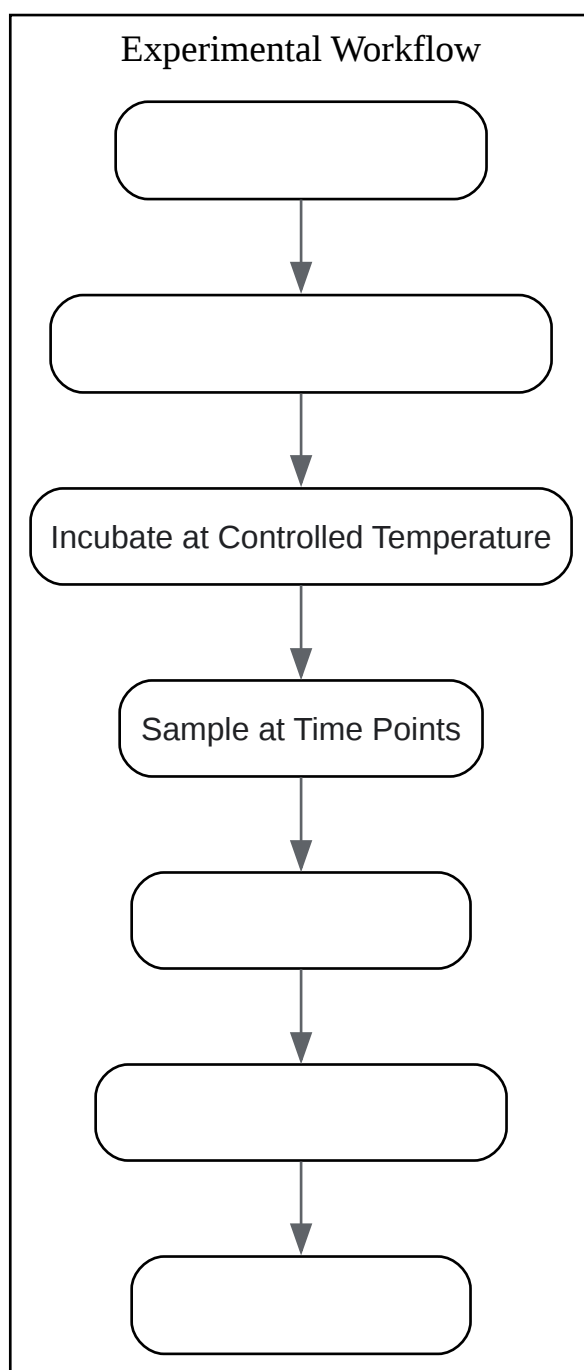 Experimental Workflow
Incubate at Controlled Temperature
Sample at Time Points